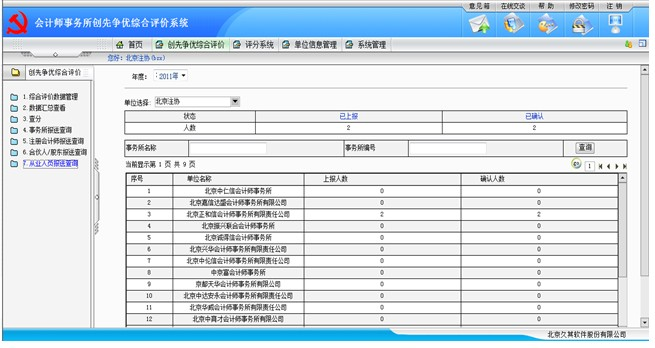 意见箱 在线交谈 帮 助 修改密码 注 销
会计师事务所创先争优综合评价系统
首页 创先争优综合评价 评分系统 单位信息管理 系统管理
您好：北京注协(hxx)
创先争优综合评价
1.综合评价数据管理
2.数据汇总查看
3.查分
4.事务所报送查询
5.注册会计师报送查询
6.合伙人/股东报送查询
7.从业人员报送查询
年度： 2011年
单位选择: 北京注协
状态 已上报 已确认
人数 2 2
事务所名称 事务所编号 查询
当前显示第 1 页 共 9 页 GO 1
序号 单位名称 上报人数 确认人数
1 北京中仁信会计师事务所 0 0
2 北京嘉信达盛会计师事务所有限公司 0 0
3 北京正和信会计师事务所有限责任公司 2 2
4 北京振兴联合会计师事务所 0 0
5 北京诚得信会计师事务所 0 0
6 北京兴华会计师事务所有限责任公司 0 0
7 北京中伦信会计师事务所有限责任公司 0 0
8 中京富会计师事务所 0 0
9 京都天华会计师事务所有限公司 0 0
10 北京中达安永会计师事务所有限责任公司 0 0
11 北京华威会计师事务所有限责任公司 0 0
12 北京中翼才会计师事务所有限公司 0 0
北京久其软件股份有限公司